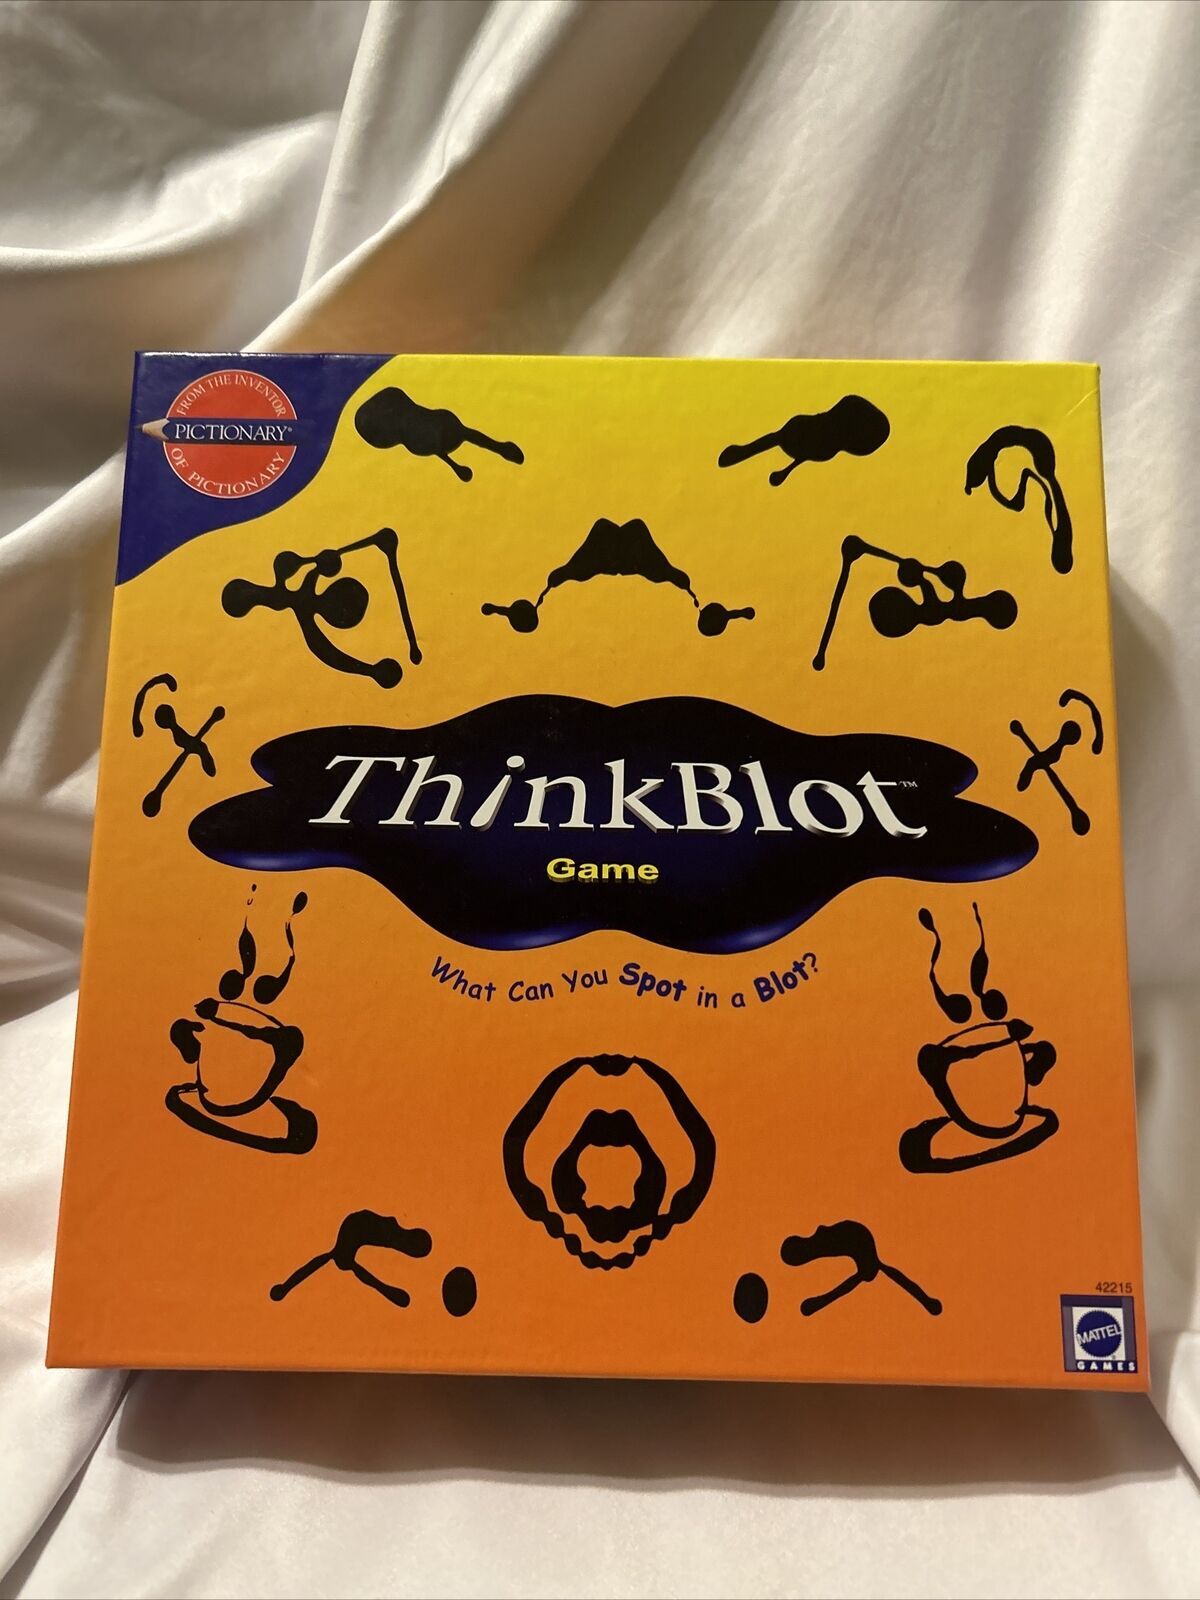 FROM THE INVENTOR
PICTIONARY®
OF PICTIONARY
ThinkBlot™
Game
What Can You Spot in a Blot?
42215
MATTEL
GAMES